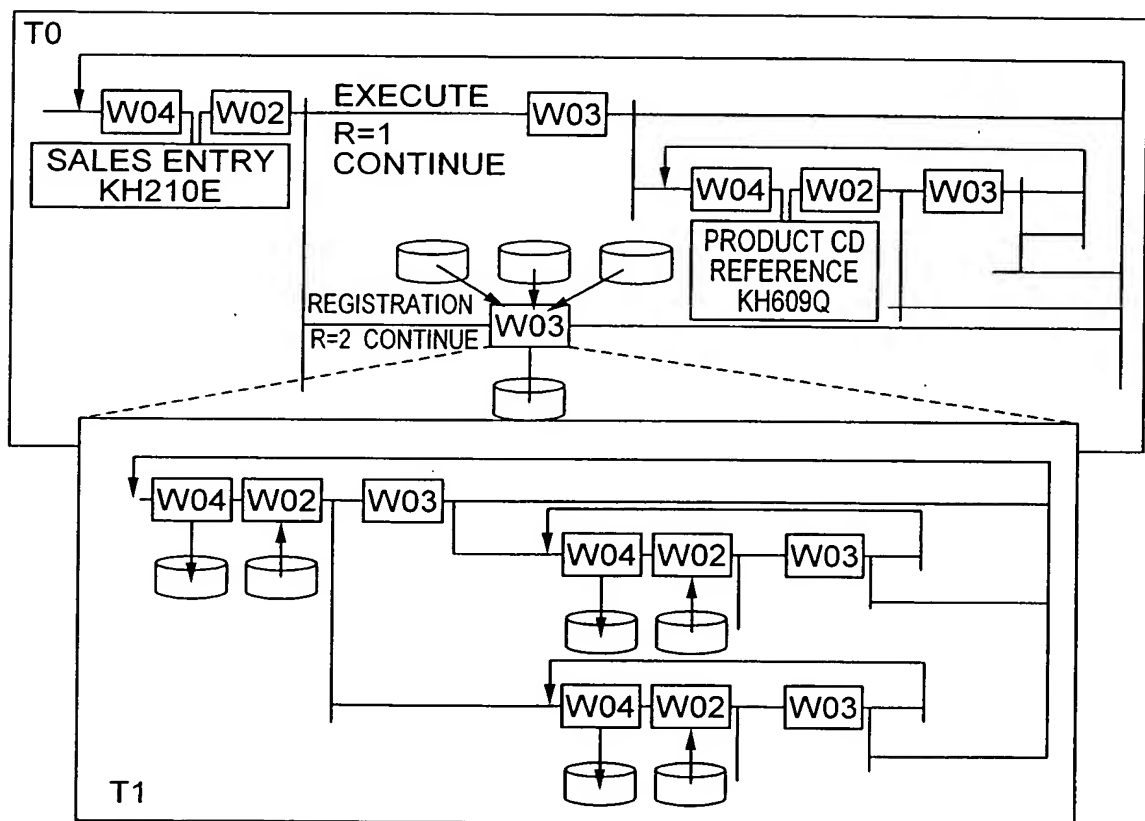 T0
W04
W02
EXECUTE
R=1
CONTINUE
W03
SALES ENTRY
KH210E
W04
W02
W03
PRODUCT CD
REFERENCE
KH609Q
REGISTRATION
R=2 CONTINUE
W03
W04
W02
W03
W04
W02
W03
W04
W02
W03
T1